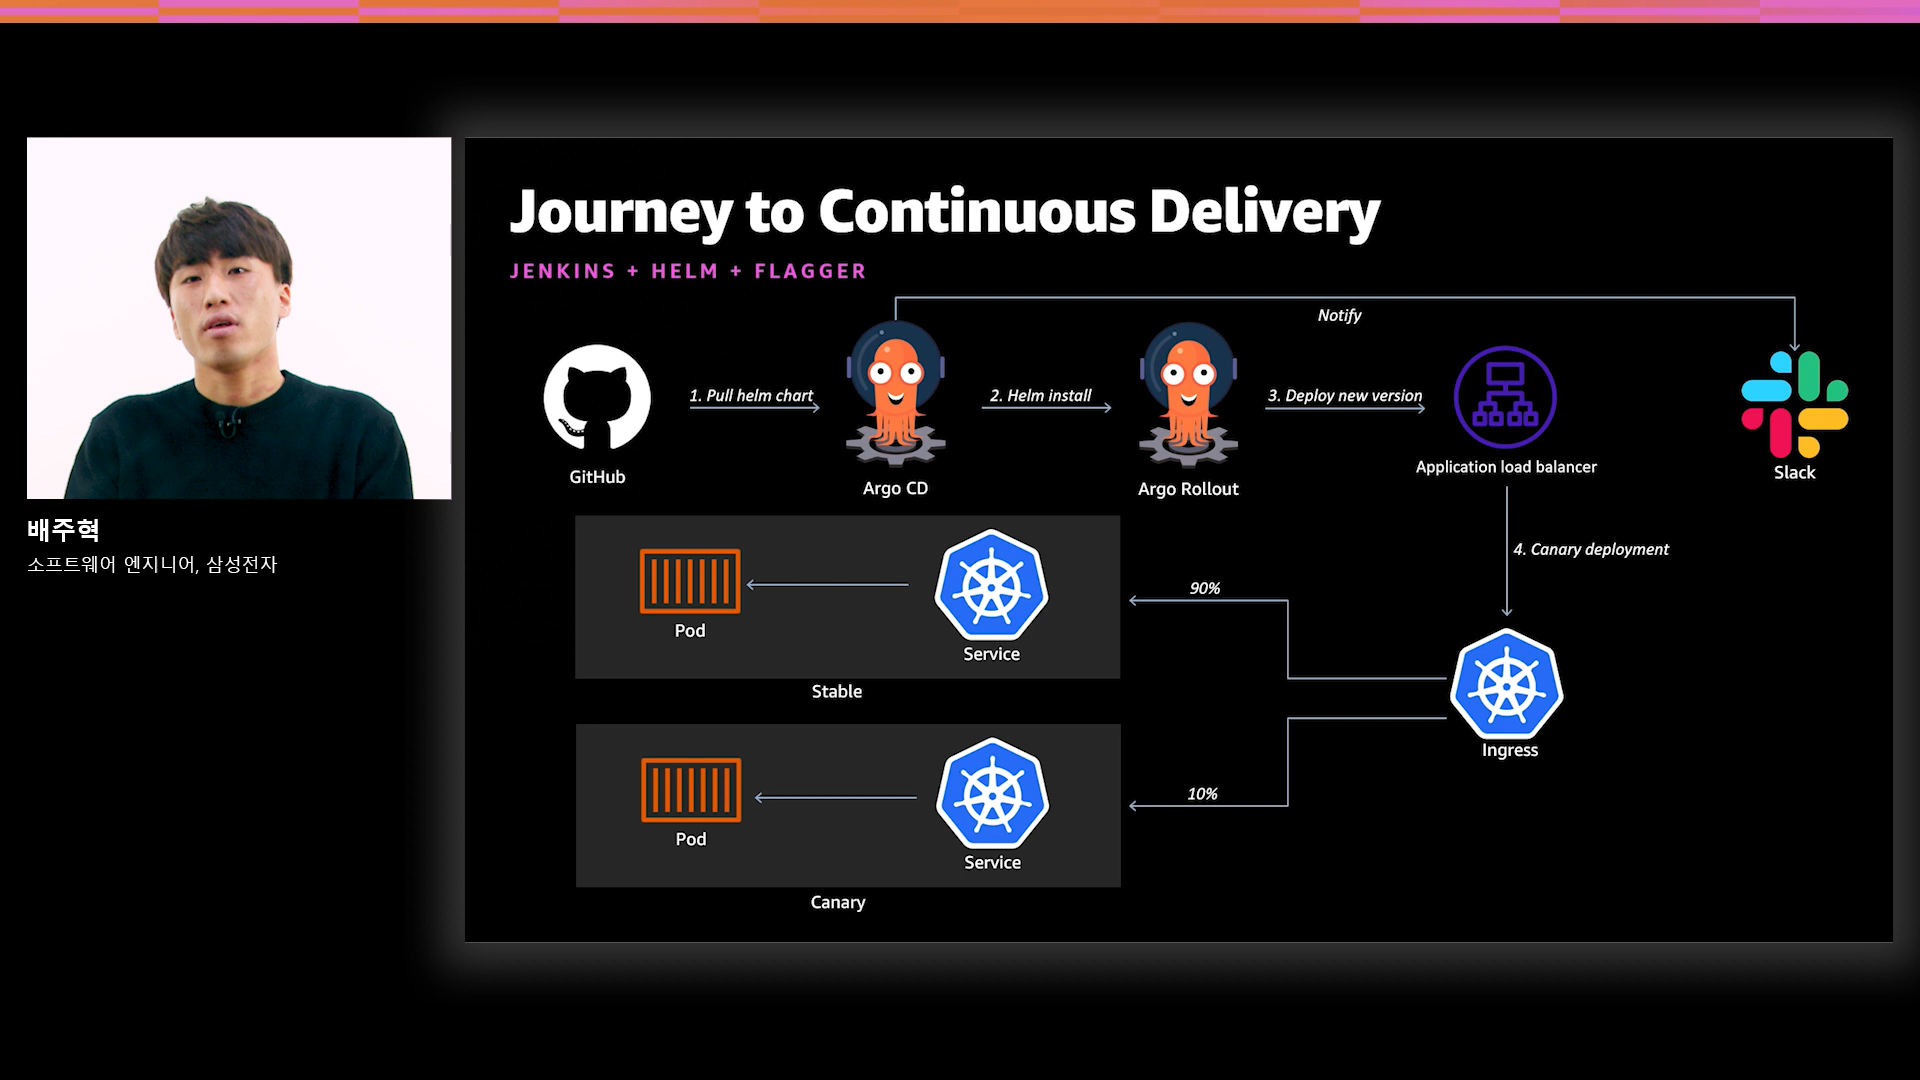 Journey to Continuous Delivery
JENKINS + HELM + FLAGGER
Notify
1. Pull helm chart
2. Helm install
3. Deploy new version
GitHub
Argo CD
Argo Rollout
Application load balancer
Slack
배주혁
소프트웨어 엔지니어, 삼성전자
4. Canary deployment
90%
Pod
Service
Stable
Ingress
10%
Pod
Service
Canary